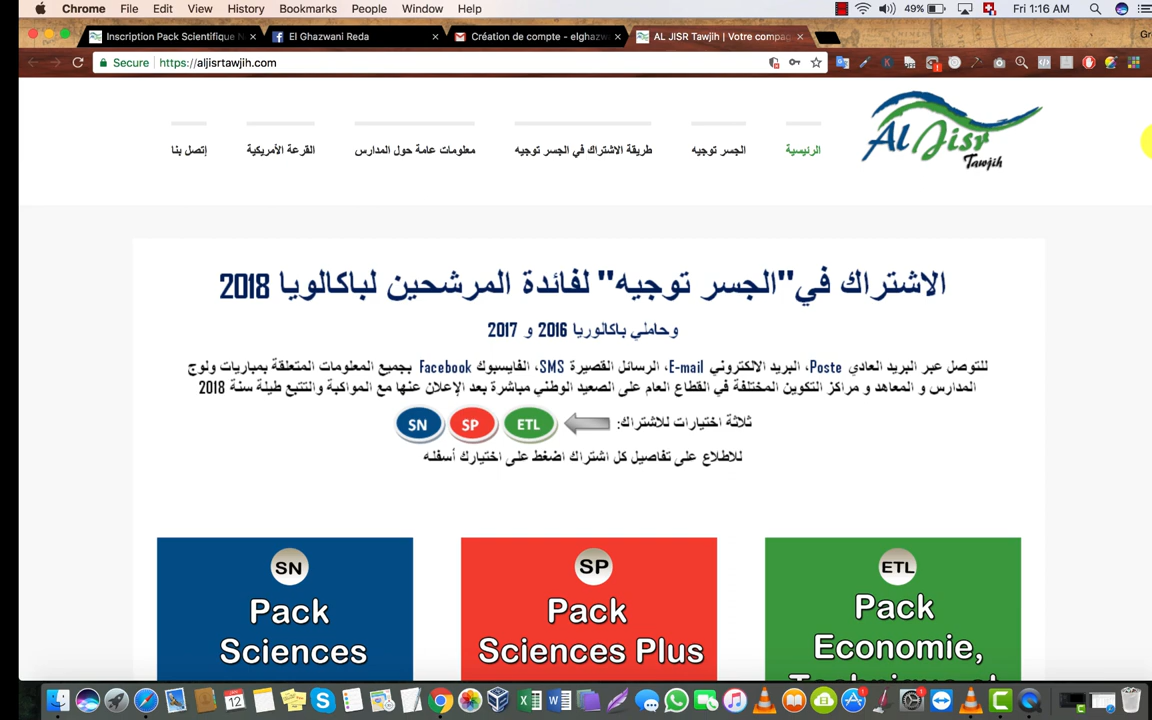 Chrome File Edit View History Bookmarks People Window Help 49% Fri 1:16 AM
Inscription Pack Scientifique N
El Ghazwani Reda
Création de compte - elghazw
AL JISR Tawjih | Votre compa
Secure https://aljisrtawjih.com
Al Jisr
Tawjih
الرئيسية
الجسر توجيه
طريقة الاشتراك في الجسر توجيه
معلومات عامة حول المدارس
القرعة الأمريكية
إتصل بنا
الاشتراك في"الجسر توجيه" لفائدة المرشحين لباكالويا 2018
وحاملي باكالوريا 2016 و 2017
للتوصل عبر البريد العادي Poste، البريد الالكتروني E-mail، الرسائل القصيرة SMS، الفايسبوك Facebook بجميع المعلومات المتعلقة بمباريات ولوج
المدارس و المعاهد و مراكز التكوين المختلفة في القطاع العام على الصعيد الوطني مباشرة بعد الإعلان عنها مع المواكبة والتتبع طيلة سنة 2018
ثلاثة اختيارات للاشتراك: ETL SP SN
للاطلاع على تفاصيل كل اشتراك اضغط على اختيارك أسفله
SN
Pack
Sciences
SP
Pack
Sciences Plus
ETL
Pack
Economie,
Technique et